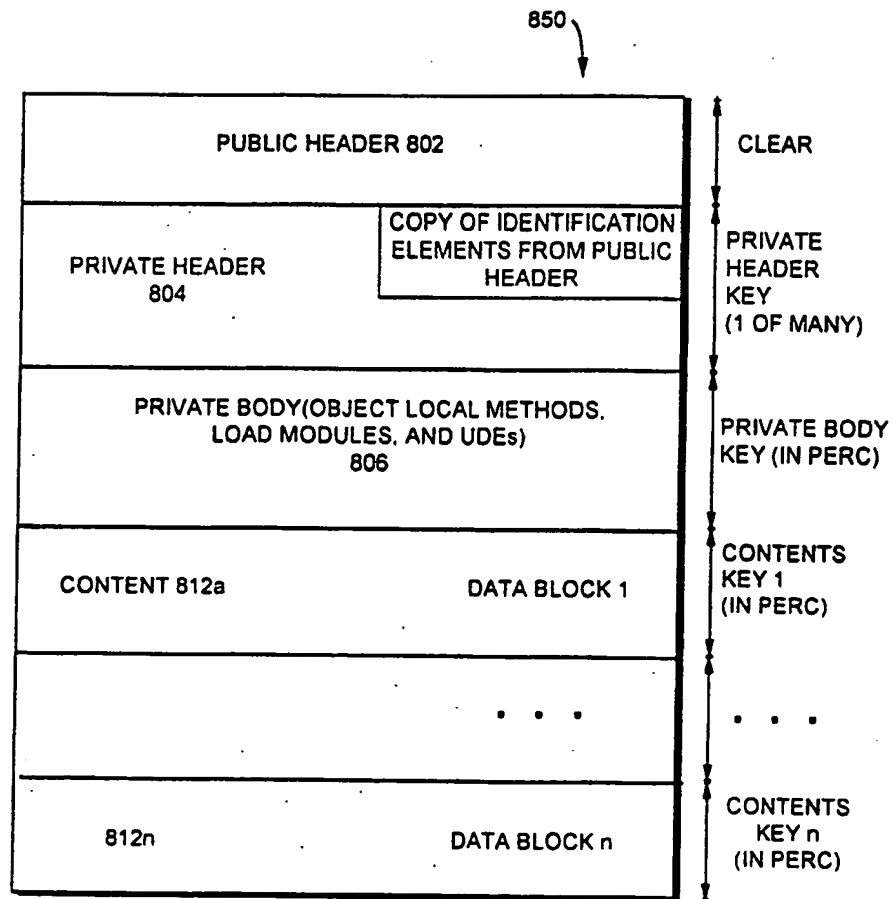 850
PUBLIC HEADER 802
CLEAR
PRIVATE HEADER
804
COPY OF IDENTIFICATION
ELEMENTS FROM PUBLIC
HEADER
PRIVATE
HEADER
KEY
(1 OF MANY)
PRIVATE BODY(OBJECT LOCAL METHODS,
LOAD MODULES, AND UDEs)
806
PRIVATE BODY
KEY (IN PERC)
CONTENT 812a
DATA BLOCK 1
CONTENTS
KEY 1
(IN PERC)
. . .
. . .
812n
DATA BLOCK n
CONTENTS
KEY n
(IN PERC)